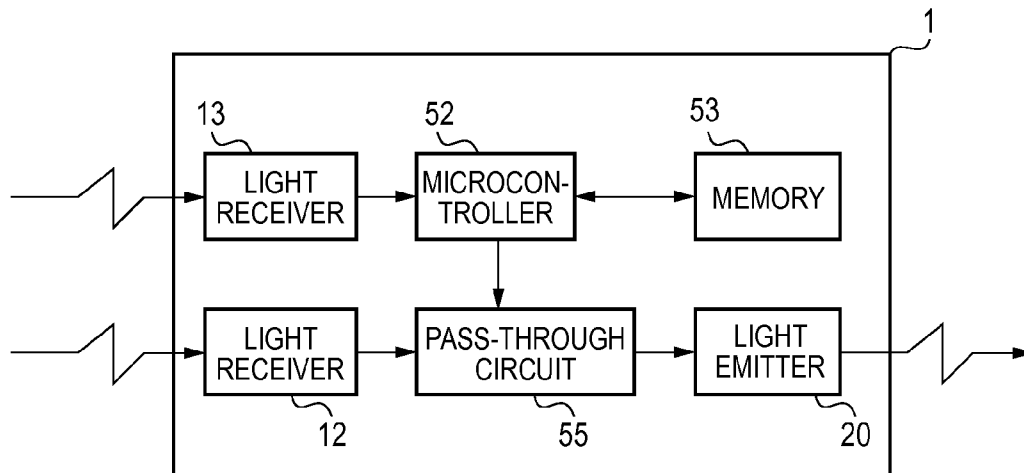 1
13
52
53
LIGHT
RECEIVER
MICROCON-
TROLLER
MEMORY
LIGHT
RECEIVER
PASS-THROUGH
CIRCUIT
LIGHT
EMITTER
12
55
20